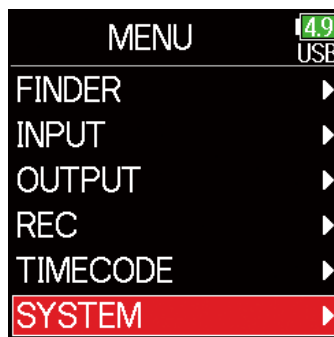 MENU
4.9
USB
FINDER
INPUT
OUTPUT
REC
TIMECODE
SYSTEM